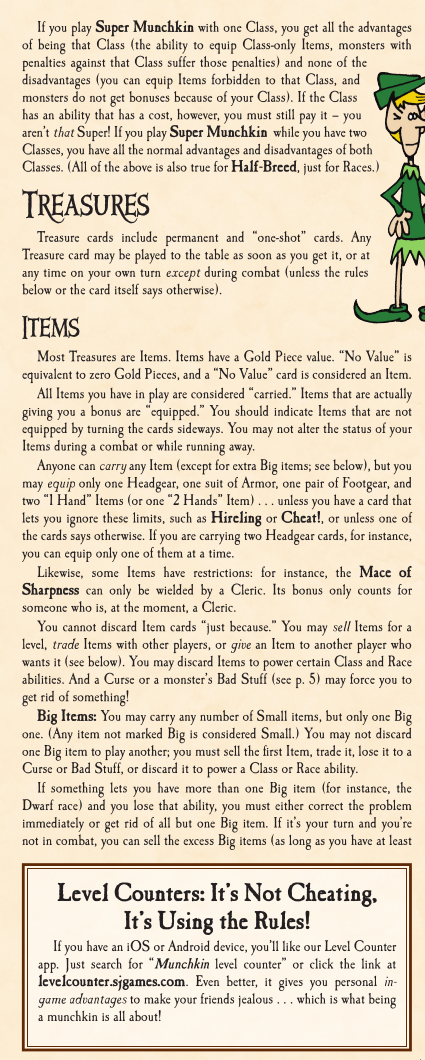 If you play Super Munchkin with one Class, you get all the advantages
of being that Class (the ability to equip Class-only Items, monsters with
penalties against that Class suffer those penalties) and none of the
disadvantages (you can equip Items forbidden to that Class, and
monsters do not get bonuses because of your Class). If the Class
has an ability that has a cost, however, you must still pay it – you
aren't that Super! If you play Super Munchkin while you have two
Classes, you have all the normal advantages and disadvantages of both
Classes. (All of the above is also true for Half-Breed, just for Races.)
Treasures
Treasure cards include permanent and “one-shot” cards. Any
Treasure card may be played to the table as soon as you get it, or at
any time on your own turn except during combat (unless the rules
below or the card itself says otherwise).
Items
Most Treasures are Items. Items have a Gold Piece value. “No Value” is
equivalent to zero Gold Pieces, and a “No Value” card is considered an Item.
All Items you have in play are considered “carried.” Items that are actually
giving you a bonus are “equipped.” You should indicate Items that are not
equipped by turning the cards sideways. You may not alter the status of your
Items during a combat or while running away.
Anyone can carry any Item (except for extra Big items; see below), but you
may equip only one Headgear, one suit of Armor, one pair of Footgear, and
two “1 Hand” Items (or one “2 Hands” Item) . . . unless you have a card that
lets you ignore these limits, such as Hireling or Cheat!, or unless one of
the cards says otherwise. If you are carrying two Headgear cards, for instance,
you can equip only one of them at a time.
Likewise, some Items have restrictions: for instance, the Mace of
Sharpness can only be wielded by a Cleric. Its bonus only counts for
someone who is, at the moment, a Cleric.
You cannot discard Item cards “just because.” You may sell Items for a
level, trade Items with other players, or give an Item to another player who
wants it (see below). You may discard Items to power certain Class and Race
abilities. And a Curse or a monster's Bad Stuff (see p. 5) may force you to
get rid of something!
Big Items: You may carry any number of Small items, but only one Big
one. (Any item not marked Big is considered Small.) You may not discard
one Big item to play another; you must sell the first Item, trade it, lose it to a
Curse or Bad Stuff, or discard it to power a Class or Race ability.
If something lets you have more than one Big item (for instance, the
Dwarf race) and you lose that ability, you must either correct the problem
immediately or get rid of all but one Big item. If it's your turn and you're
not in combat, you can sell the excess Big items (as long as you have at least
Level Counters: It's Not Cheating,
It's Using the Rules!
If you have an iOS or Android device, you'll like our Level Counter
app. Just search for “Munchkin level counter” or click the link at
levelcounter.sjgames.com. Even better, it gives you personal in-
game advantages to make your friends jealous . . . which is what being
a munchkin is all about!